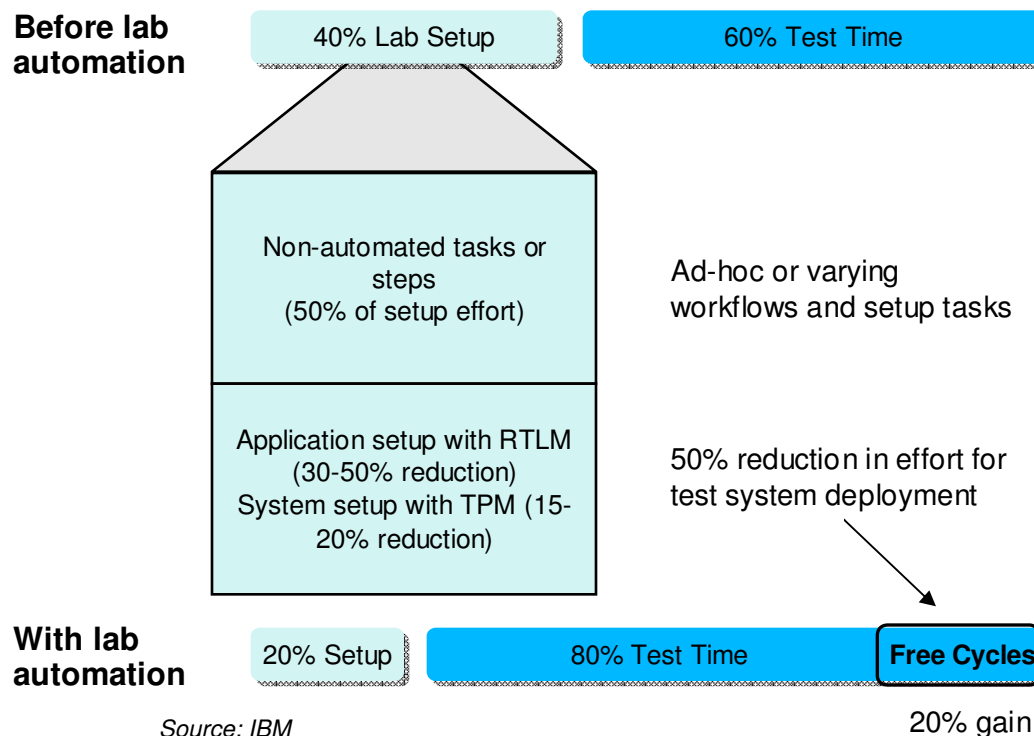 Before lab
automation
40% Lab Setup
60% Test Time
Non-automated tasks or
steps
(50% of setup effort)
Ad-hoc or varying
workflows and setup tasks
Application setup with RTLM
(30-50% reduction)
System setup with TPM (15-
20% reduction)
50% reduction in effort for
test system deployment
With lab
automation
20% Setup
80% Test Time
Free Cycles
Source: IBM
20% gain